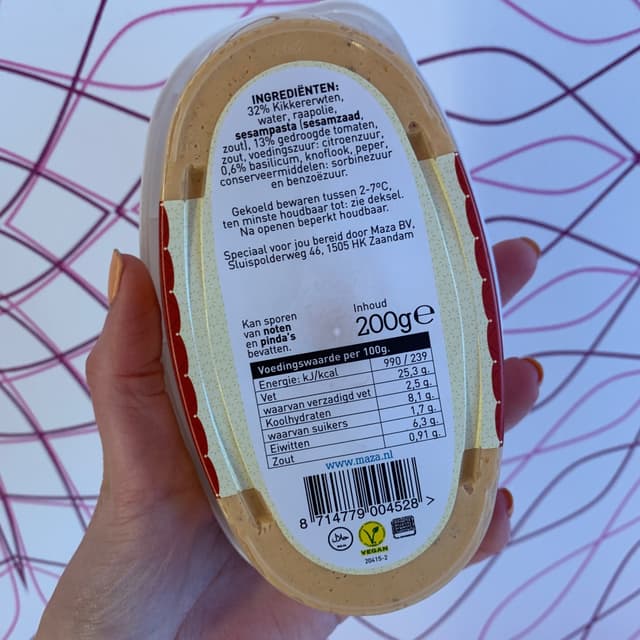 INGREDIËNTEN:
32% Kikkererwten,
water, raapolie,
sesampasta (sesamzaad,
zout), 13% gedroogde tomaten,
zout, voedingszuur: citroenzuur,
0,6% basilicum, knoflook, peper,
conserveermiddelen: sorbinezuur
en benzoëzuur.
Gekoeld bewaren tussen 2-7ºC,
ten minste houdbaar tot: zie deksel.
Na openen beperkt houdbaar.
Speciaal voor jou bereid door Maza BV,
Sluispolderweg 46, 1505 HK Zaandam
Kan sporen
van noten
en pinda's
bevatten.
Inhoud
200g℮
Voedingswaarde per 100g.
Energie: kJ/kcal 990 / 239
Vet 25,3 g.
waarvan verzadigd vet 2,5 g.
Koolhydraten 8,1 g.
waarvan suikers 1,7 g.
Eiwitten 6,3 g.
Zout 0,91 g.
www.maza.nl
8 714779 004528 >
VEGAN
20415-2